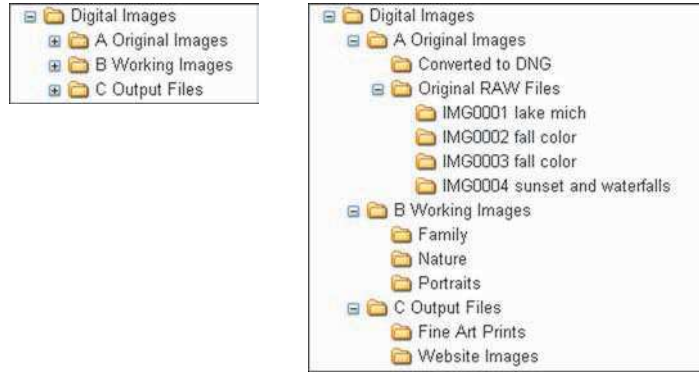 Digital Images
A Original Images
B Working Images
C Output Files
Digital Images
A Original Images
Converted to DNG
Original RAW Files
IMG0001 lake mich
IMG0002 fall color
IMG0003 fall color
IMG0004 sunset and waterfalls
B Working Images
Family
Nature
Portraits
C Output Files
Fine Art Prints
Website Images